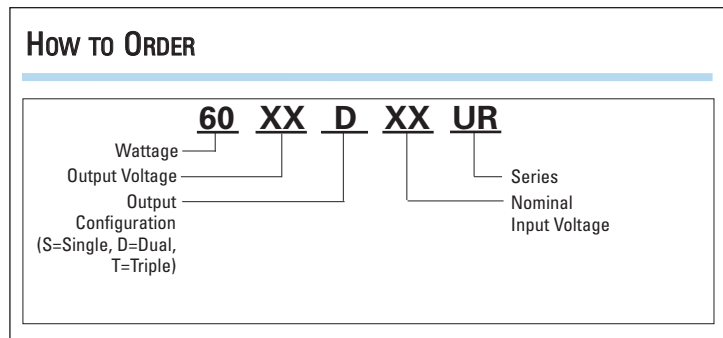 HOW TO ORDER
60 XX D XX UR
Wattage
Output Voltage
Output
Configuration
(S=Single, D=Dual,
T=Triple)
Series
Nominal
Input Voltage